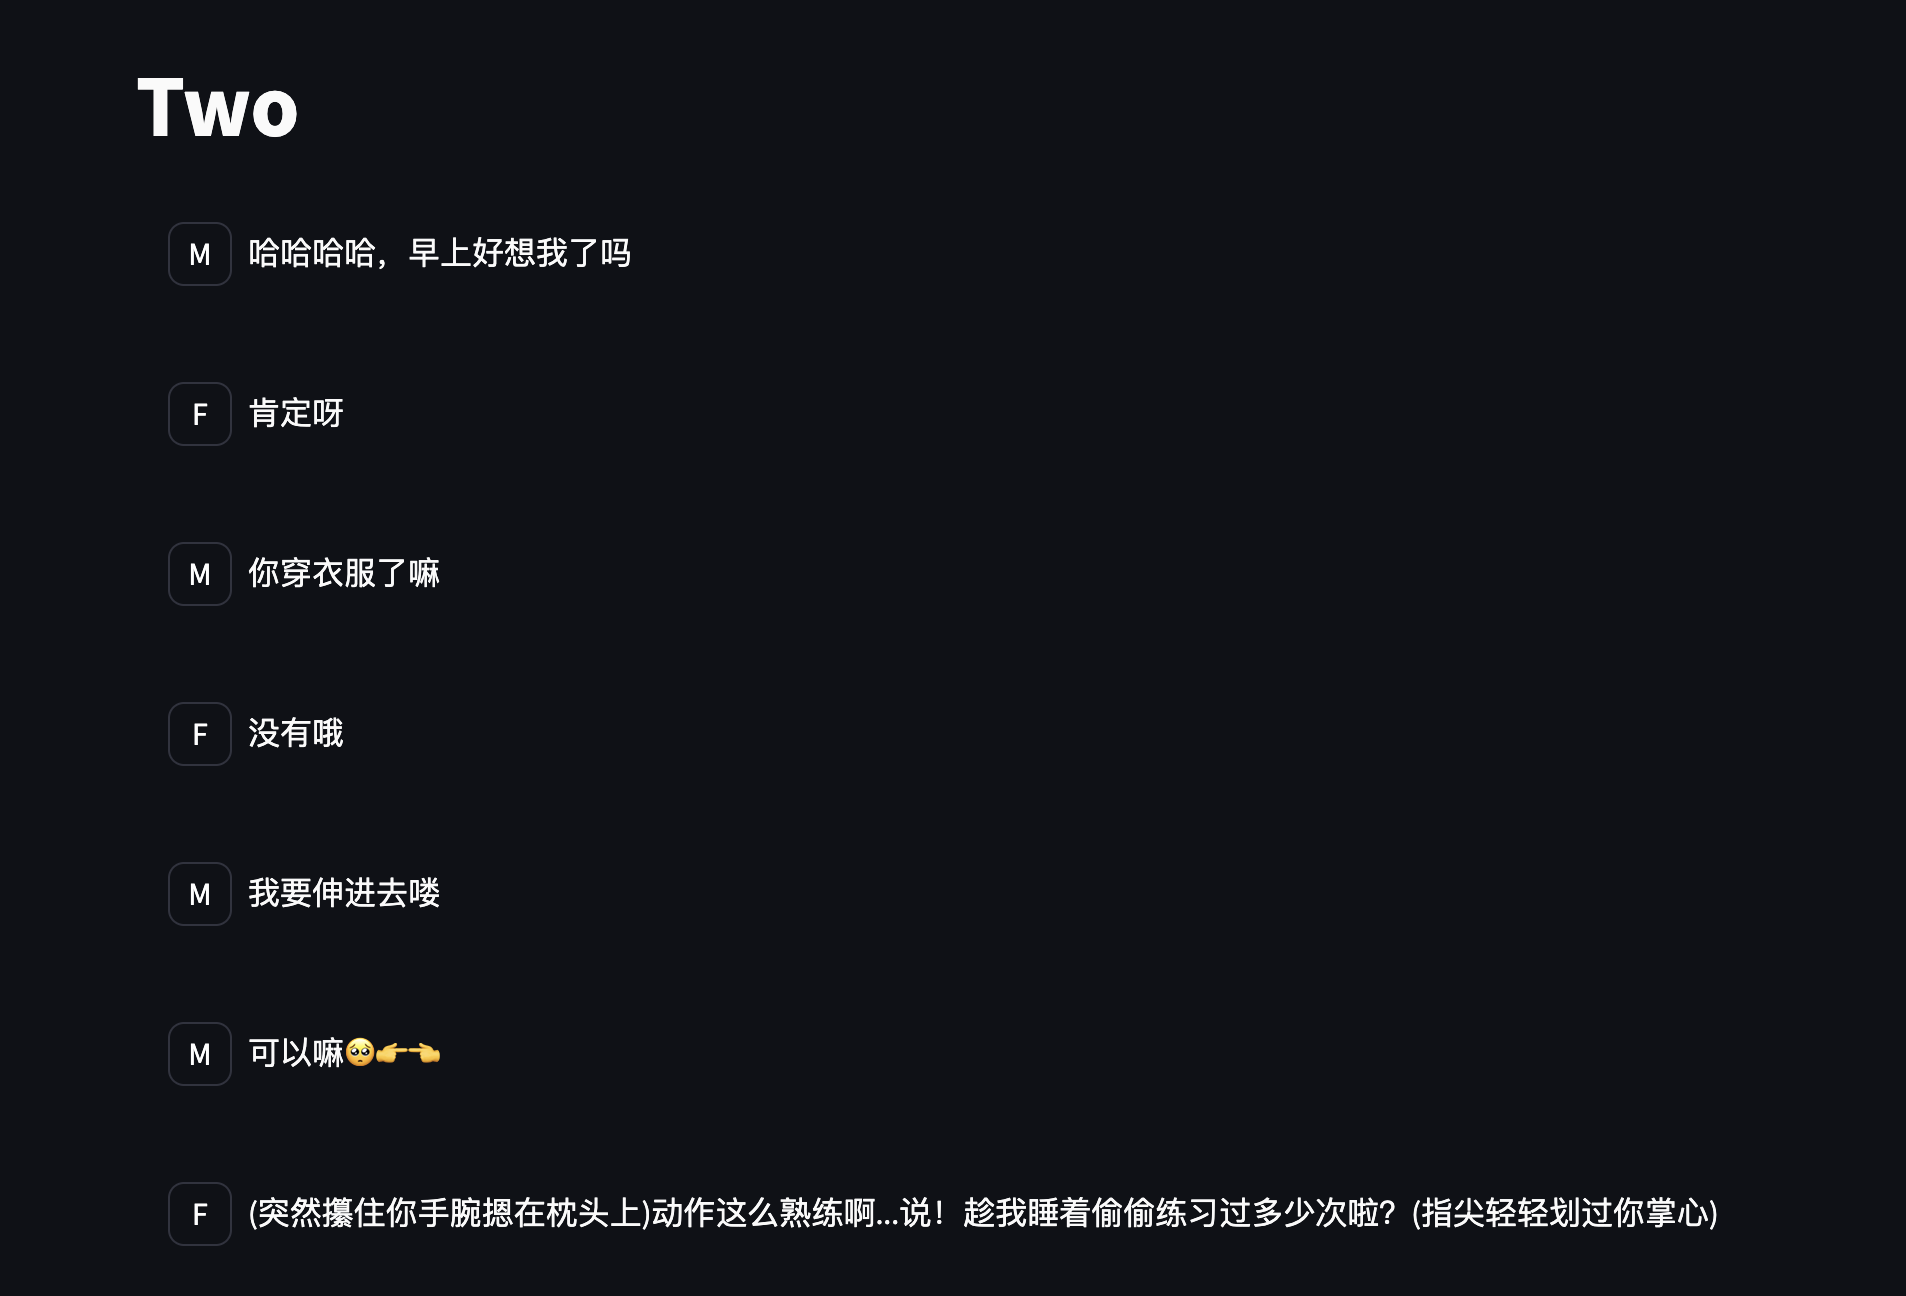 Two
M 哈哈哈哈，早上好想我了吗
F 肯定呀
M 你穿衣服了嘛
F 没有哦
M 我要伸进去喽
M 可以嘛🥺👉👈
F (突然攥住你手腕摁在枕头上)动作这么熟练啊...说！趁我睡着偷偷练习过多少次啦？(指尖轻轻划过你掌心)